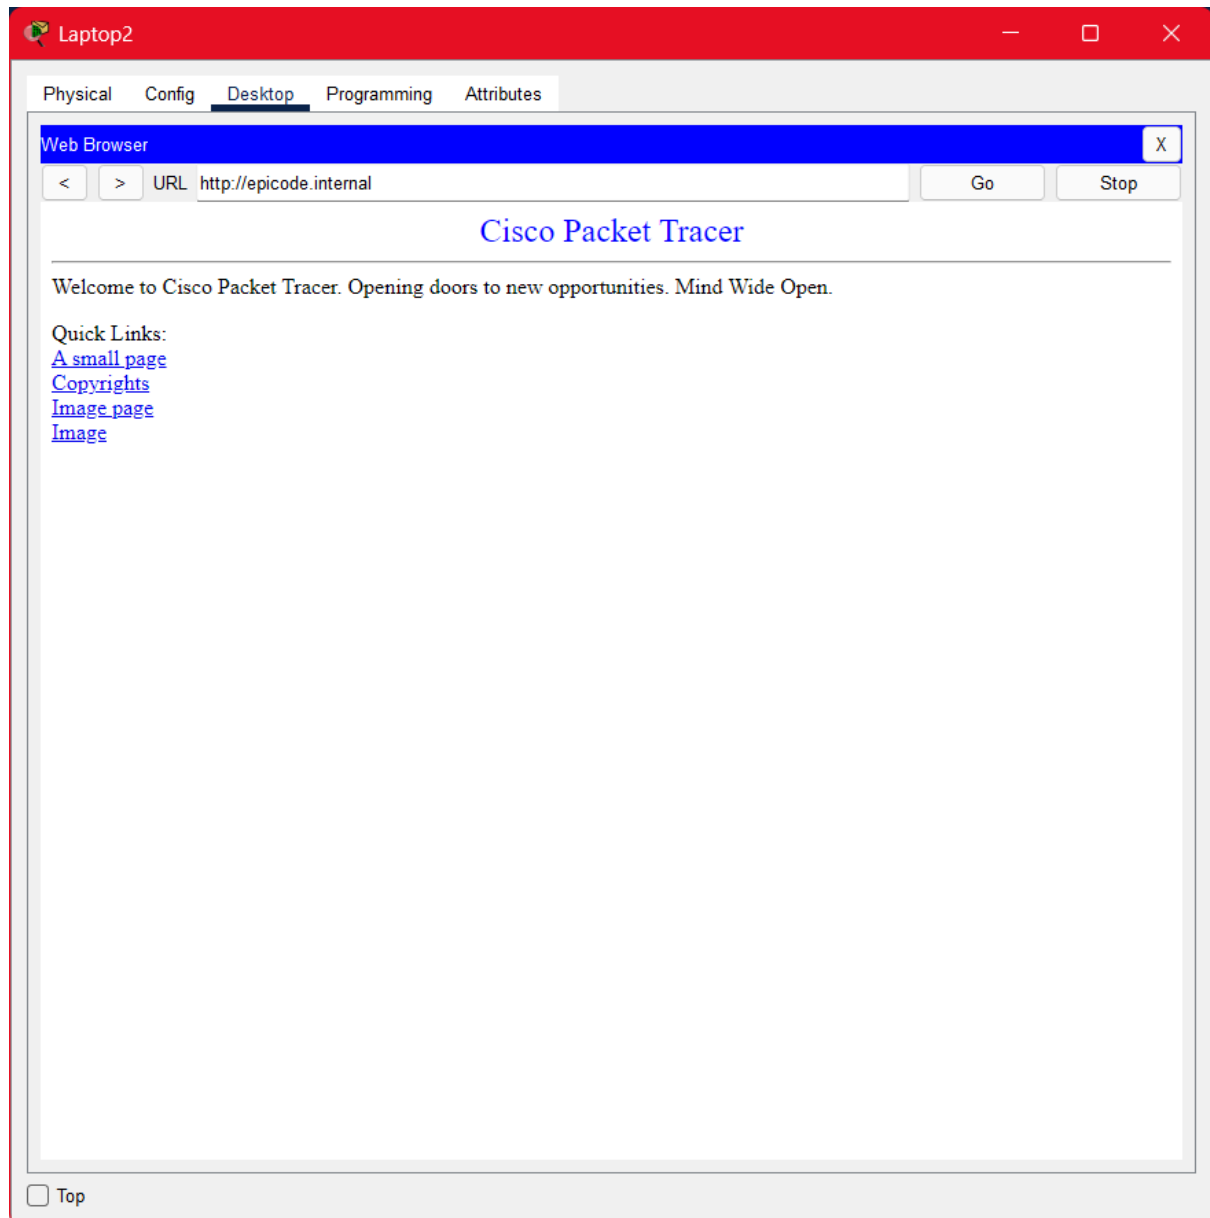 Laptop2
Physical Config Desktop Programming Attributes
Web Browser X
< > URL http://epicode.internal Go Stop
Cisco Packet Tracer
Welcome to Cisco Packet Tracer. Opening doors to new opportunities. Mind Wide Open.
Quick Links:
A small page
Copyrights
Image page
Image
Top